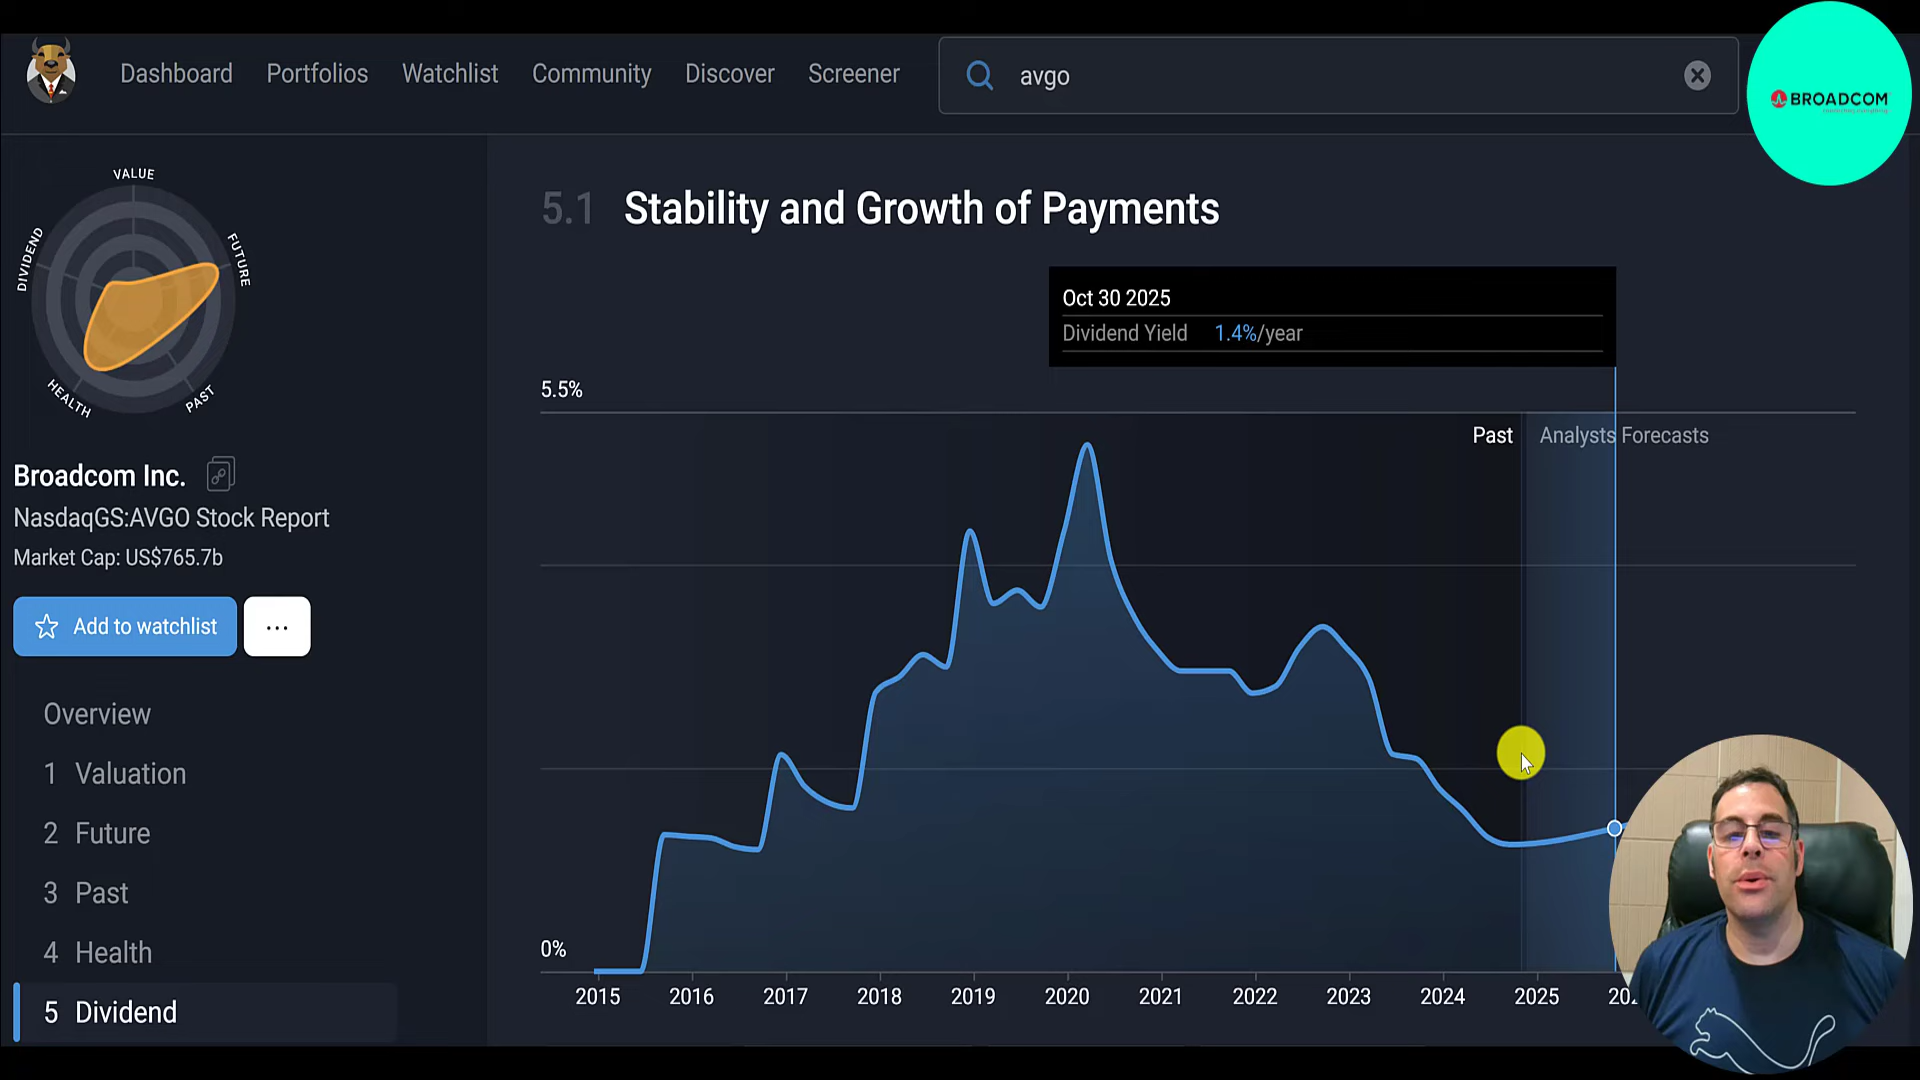 Dashboard Portfolios Watchlist Community Discover Screener
avgo
BROADCOM
VALUE
FUTURE
PAST
HEALTH
DIVIDEND
Broadcom Inc.
NasdaqGS:AVGO Stock Report
Market Cap: US$765.7b
Add to watchlist
...
Overview
1 Valuation
2 Future
3 Past
4 Health
5 Dividend
5.1 Stability and Growth of Payments
Oct 30 2025
Dividend Yield 1.4%/year
5.5%
Past Analysts Forecasts
0%
2015 2016 2017 2018 2019 2020 2021 2022 2023 2024 2025